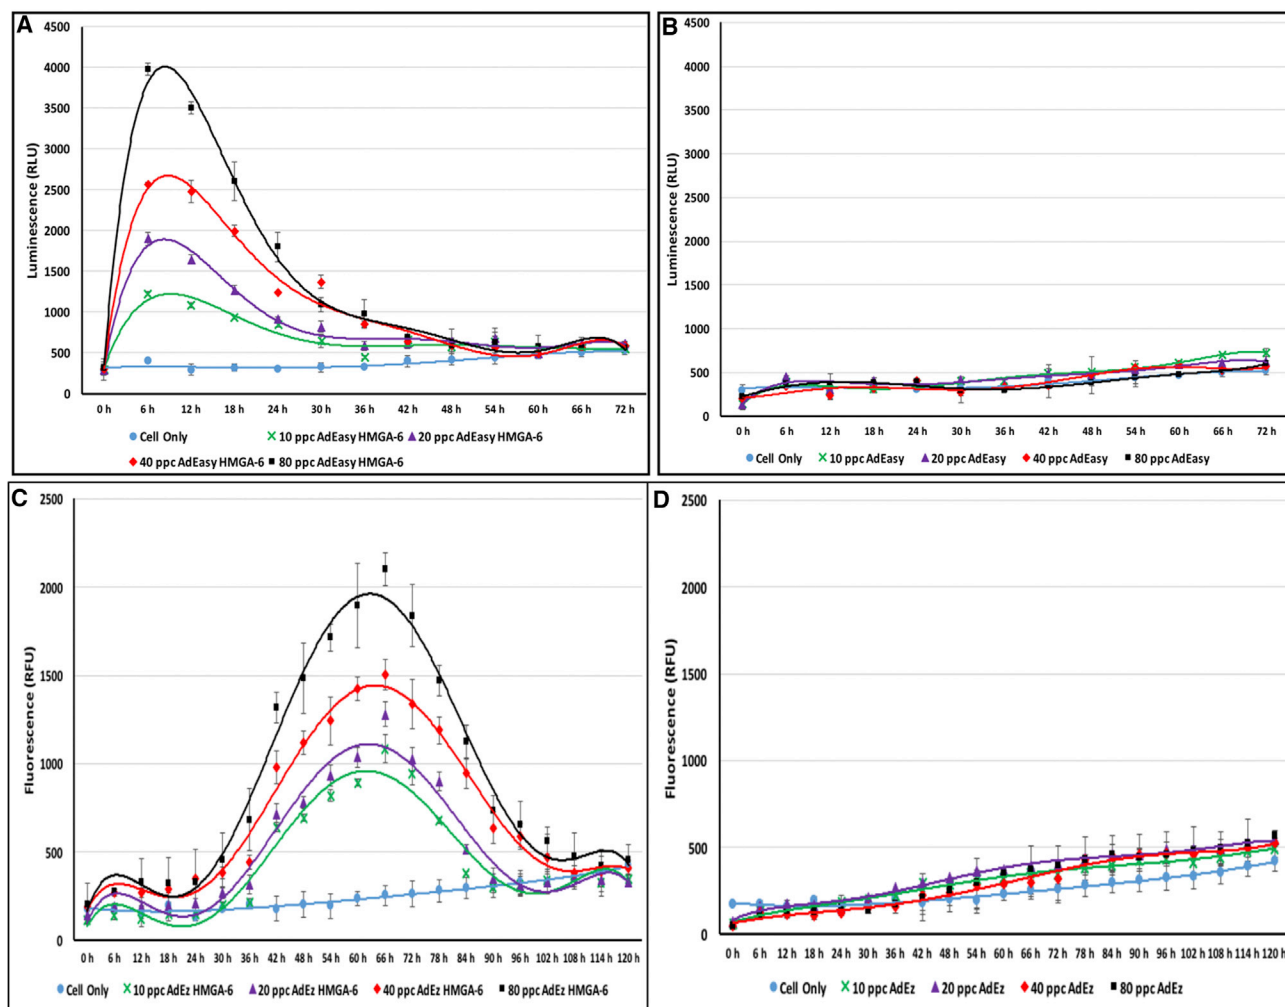 A
4500
4000
3500
3000
2500
2000
1500
1000
500
0
Luminescence (RLU)
0 h 6 h 12 h 18 h 24 h 30 h 36 h 42 h 48 h 54 h 60 h 66 h 72 h
Cell Only 10 ppc AdEasy HMGA-6 20 ppc AdEasy HMGA-6
40 ppc AdEasy HMGA-6 80 ppc AdEasy HMGA-6
B
4500
4000
3500
3000
2500
2000
1500
1000
500
0
Luminescence (RLU)
0 h 6 h 12 h 18 h 24 h 30 h 36 h 42 h 48 h 54 h 60 h 66 h 72 h
Cell Only 10 ppc AdEasy 20 ppc AdEasy 40 ppc AdEasy 80 ppc AdEasy
C
2500
2000
1500
1000
500
0
Fluorescence (RFU)
0 h 6 h 12 h 18 h 24 h 30 h 36 h 42 h 48 h 54 h 60 h 66 h 72 h 78 h 84 h 90 h 96 h 102 h 108 h 114 h 120 h
Cell Only 10 ppc AdEz HMGA-6 20 ppc AdEz HMGA-6 40 ppc AdEz HMGA-6 80 ppc AdEz HMGA-6
D
2500
2000
1500
1000
500
0
Fluorescence (RFU)
0 h 6 h 12 h 18 h 24 h 30 h 36 h 42 h 48 h 54 h 60 h 66 h 72 h 78 h 84 h 90 h 96 h 102 h 108 h 114 h 120 h
Cell Only 10 ppc AdEz 20 ppc AdEz 40 ppc AdEz 80 ppc AdEz